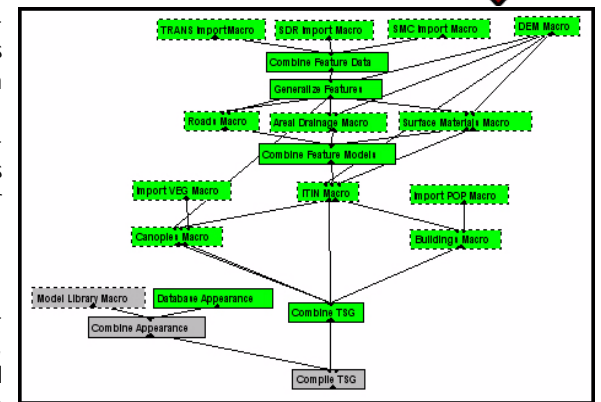 TRANS ImportMacro
SDR Import Macro
SMC Import Macro
DEM Macro
Combine Feature Data
Generalize Features
Roads Macro
Areal Drainage Macro
Surface Materials Macro
Combine Feature Models
Import VEG Macro
ITIN Macro
Import POP Macro
Canopies Macro
Buildings Macro
Model Library Macro
Database Appearance
Combine TSG
Combine Appearance
Compile TSG